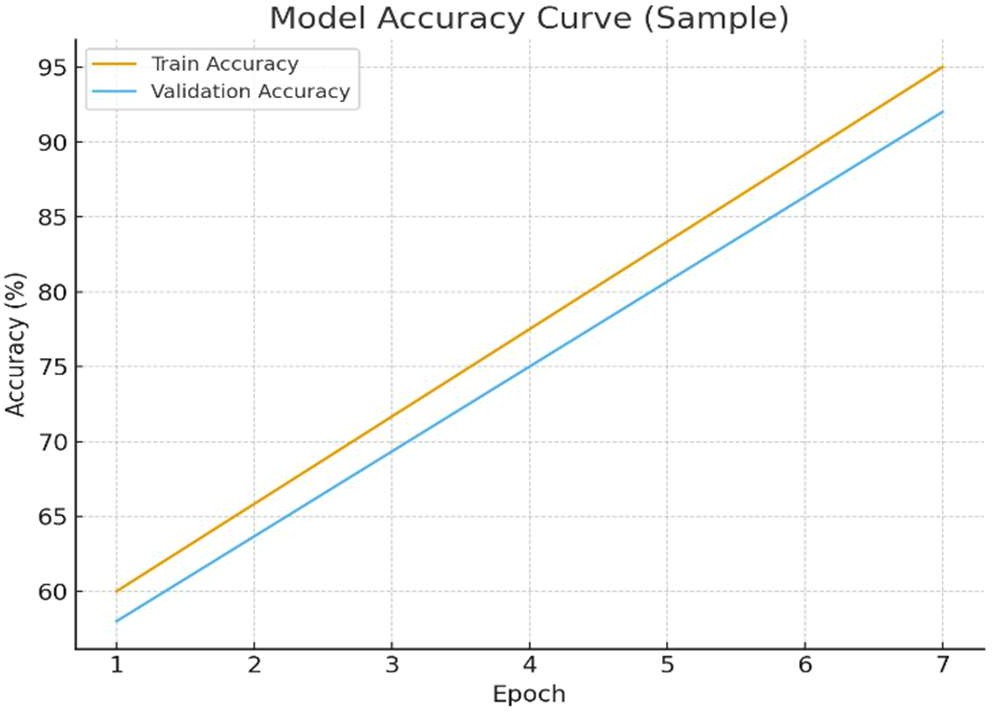 Model Accuracy Curve (Sample)
Train Accuracy
Validation Accuracy
95
90
85
80
75
70
65
60
Accuracy (%)
1 2 3 4 5 6 7
Epoch